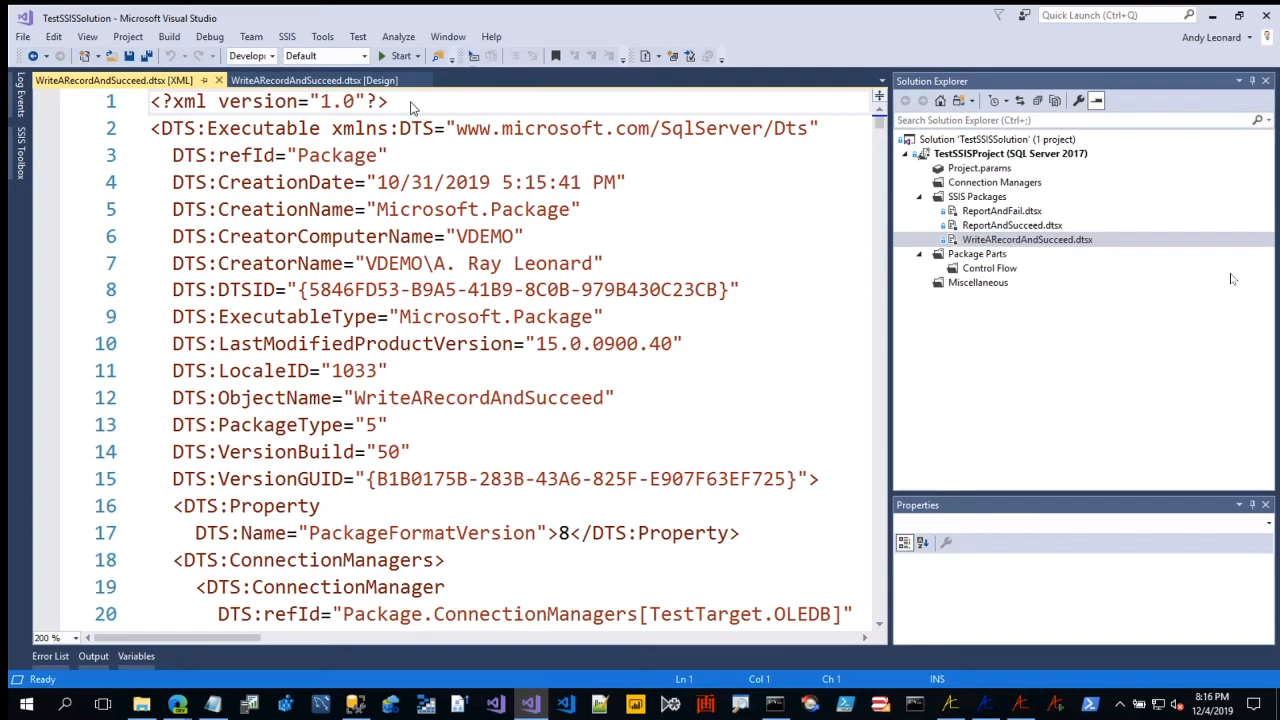 TestSSISSolution - Microsoft Visual Studio
Quick Launch (Ctrl+Q)
File Edit View Project Build Debug Team SSIS Tools Test Analyze Window Help
Andy Leonard
Develop Default Start
WriteARecordAndSucceed.dtsx [XML] WriteARecordAndSucceed.dtsx [Design]
Log Events
SSIS Toolbox
1 <?xml version="1.0"?>
2 <DTS:Executable xmlns:DTS="www.microsoft.com/SqlServer/Dts"
3 DTS:refId="Package"
4 DTS:CreationDate="10/31/2019 5:15:41 PM"
5 DTS:CreationName="Microsoft.Package"
6 DTS:CreatorComputerName="VDEMO"
7 DTS:CreatorName="VDEMO\A. Ray Leonard"
8 DTS:DTSID="{5846FD53-B9A5-41B9-8C0B-979B430C23CB}"
9 DTS:ExecutableType="Microsoft.Package"
10 DTS:LastModifiedProductVersion="15.0.0900.40"
11 DTS:LocaleID="1033"
12 DTS:ObjectName="WriteARecordAndSucceed"
13 DTS:PackageType="5"
14 DTS:VersionBuild="50"
15 DTS:VersionGUID="{B1B0175B-283B-43A6-825F-E907F63EF725}">
16 <DTS:Property
17 DTS:Name="PackageFormatVersion">8</DTS:Property>
18 <DTS:ConnectionManagers>
19 <DTS:ConnectionManager
20 DTS:refId="Package.ConnectionManagers[TestTarget.OLEDB]"
200 %
Solution Explorer
Search Solution Explorer (Ctrl+;)
Solution 'TestSSISSolution' (1 project)
TestSSISProject (SQL Server 2017)
Project.params
Connection Managers
SSIS Packages
ReportAndFail.dtsx
ReportAndSucceed.dtsx
WriteARecordAndSucceed.dtsx
Package Parts
Control Flow
Miscellaneous
Properties
Error List Output Variables
Ready Ln 1 Col 1 Ch 1 INS
8:16 PM
12/4/2019